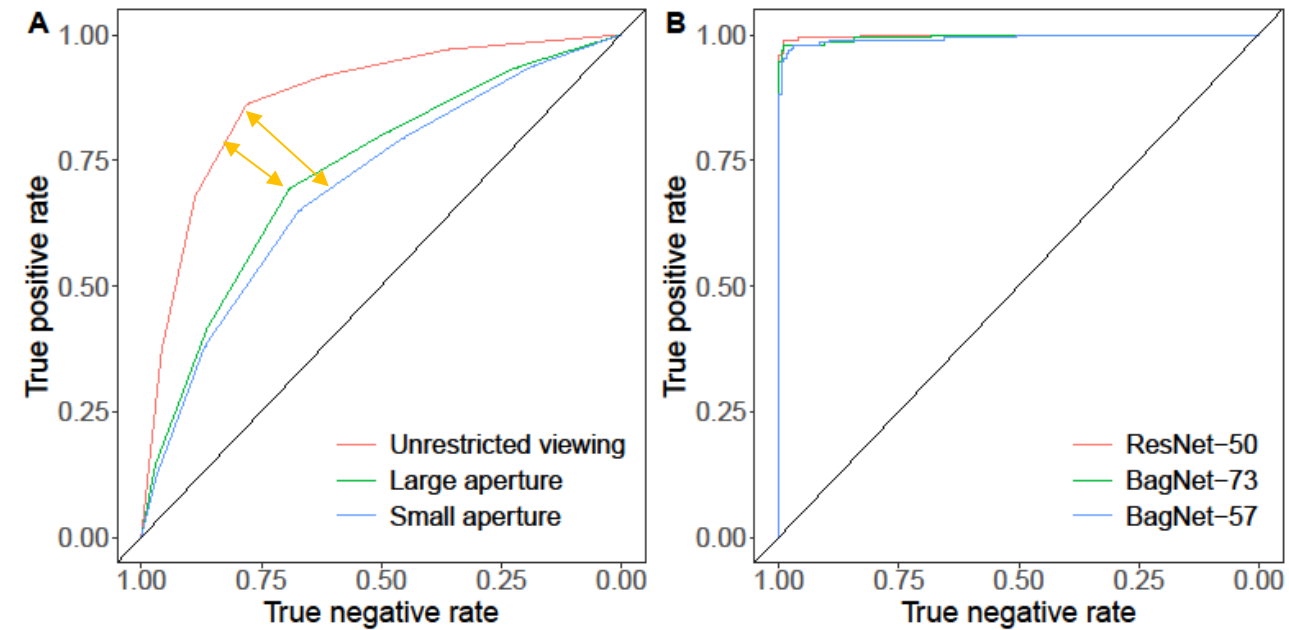 A
1.00
0.75
0.50
0.25
0.00
True positive rate
Unrestricted viewing
Large aperture
Small aperture
1.00 0.75 0.50 0.25 0.00
True negative rate
B
1.00
0.75
0.50
0.25
0.00
True positive rate
ResNet−50
BagNet−73
BagNet−57
1.00 0.75 0.50 0.25 0.00
True negative rate